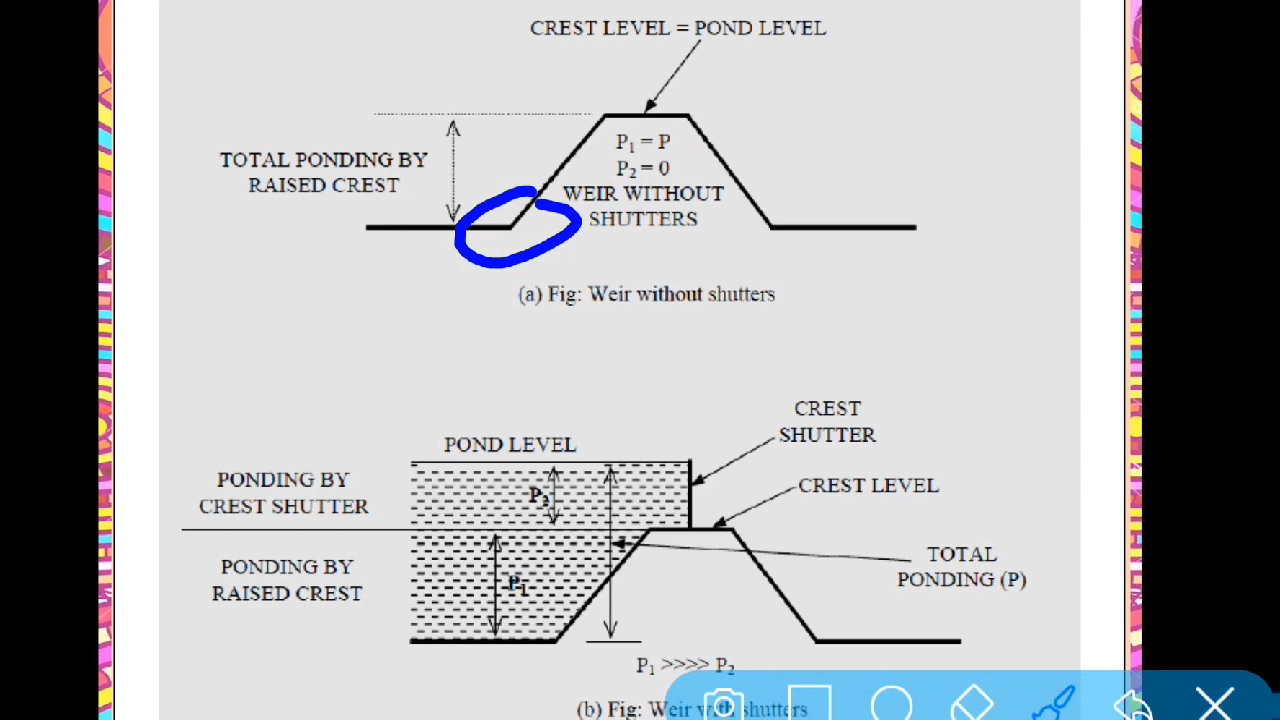 CREST LEVEL = POND LEVEL
P₁ = P
P₂ = 0
TOTAL PONDING BY
RAISED CREST
WEIR WITHOUT
SHUTTERS
(a) Fig: Weir without shutters
CREST
SHUTTER
POND LEVEL
PONDING BY
CREST SHUTTER
P₂
CREST LEVEL
PONDING BY
RAISED CREST
P₁
TOTAL
PONDING (P)
P₁ >>>> P₂
(b) Fig: Weir with shutters